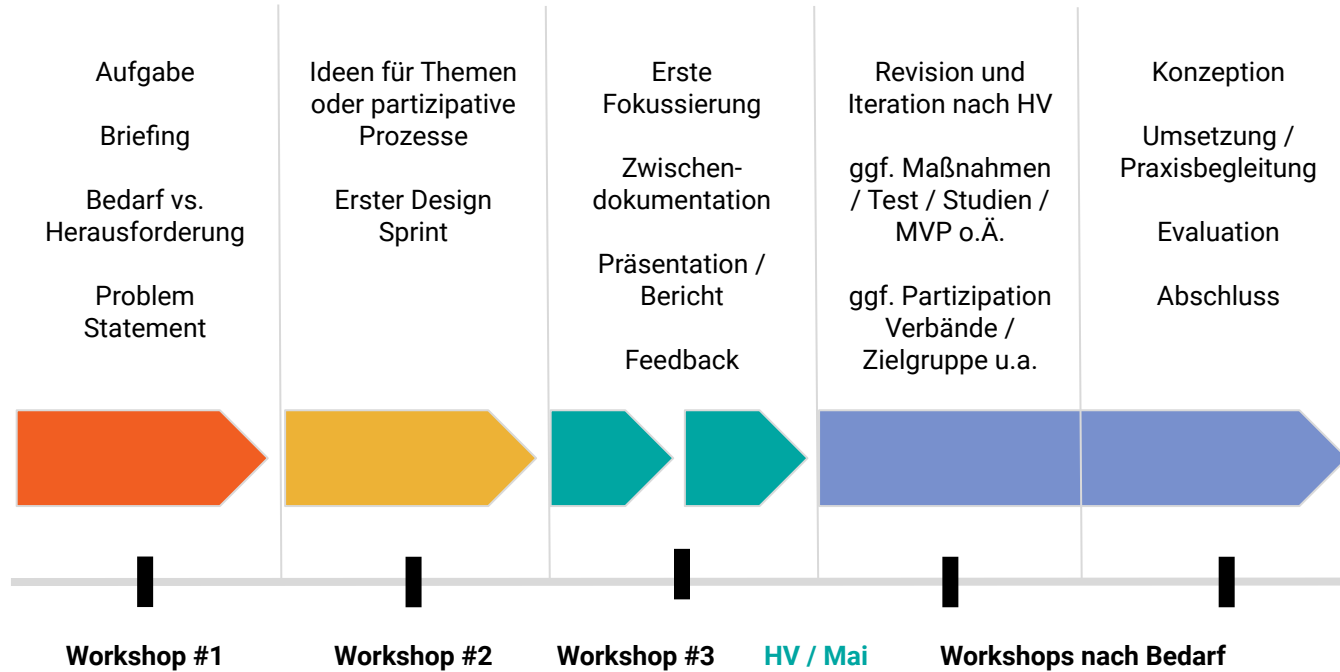 Aufgabe
Briefing
Bedarf vs.
Herausforderung
Problem
Statement
Ideen für Themen
oder partizipative
Prozesse
Erster Design
Sprint
Erste
Fokussierung
Zwischen-
dokumentation
Präsentation /
Bericht
Feedback
Revision und
Iteration nach HV
ggf. Maßnahmen
/ Test / Studien /
MVP o.Ä.
ggf. Partizipation
Verbände /
Zielgruppe u.a.
Konzeption
Umsetzung /
Praxisbegleitung
Evaluation
Abschluss
Workshop #1
Workshop #2
Workshop #3
HV / Mai
Workshops nach Bedarf